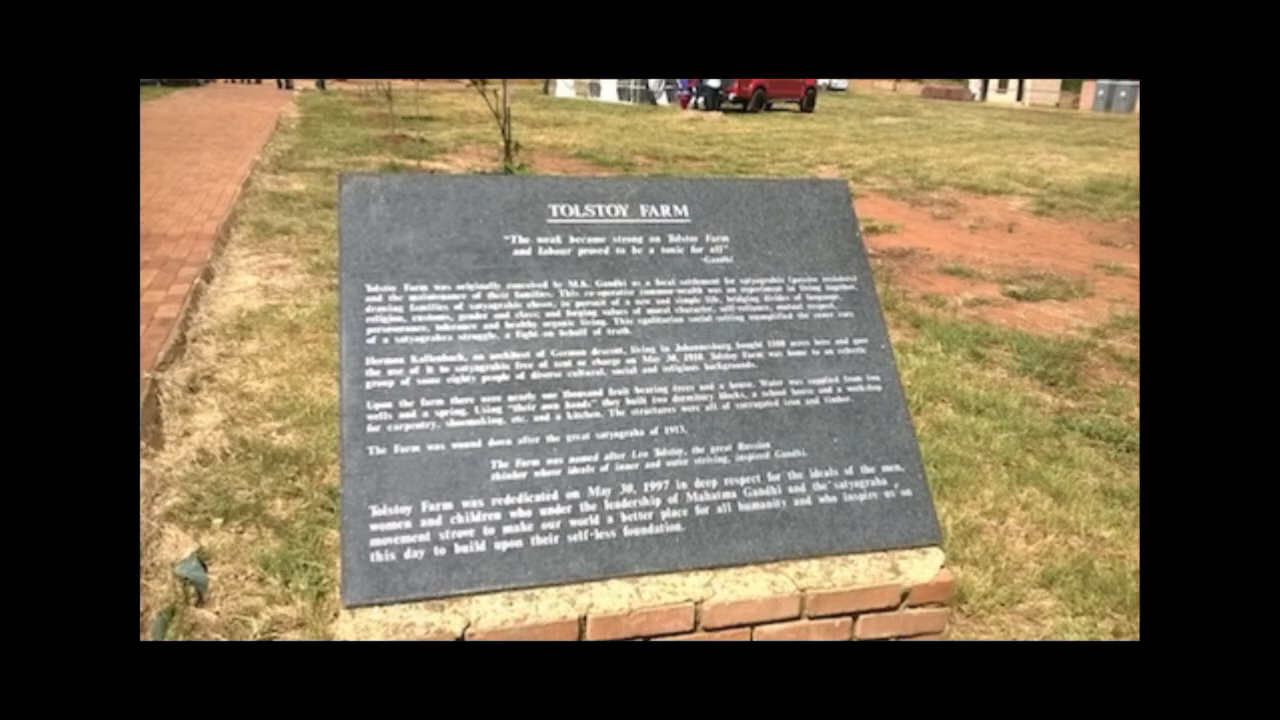 TOLSTOY FARM
"The weak became strong on Tolstoy Farm
and labour proved to be a tonic for all"
-Gandhi
Tolstoy Farm was originally conceived by M.K. Gandhi as a local settlement for satyagrahis (passive resisters)
and the maintenance of their families. This co-operative commonwealth was an experiment in living together,
drawing families of satyagrahis closer, in pursuit of a new and simple life, bridging divides of language,
religion, customs, gender and class; and forging values of moral character, self-reliance, mutual respect,
perseverance, tolerance and healthy organic living. This egalitarian social setting exemplified the inner core
of a satyagraha struggle, a fight on behalf of truth.
Herman Kallenbach, an architect of German descent, living in Johannesburg bought 1100 acres here and gave
the use of it to satyagrahis free of rent or charge on May 30, 1910. Tolstoy Farm was home to an eclectic
group of some eighty people of diverse cultural, social and religious backgrounds.
Upon the farm there were nearly one thousand fruit bearing trees and a house. Water was supplied from two
wells and a spring. Using "their own hands" they built two dormitory blocks, a school house and a workshop
for carpentry, shoemaking, etc. and a kitchen. The structures were all of corrugated iron and timber.
The Farm was wound down after the great satyagraha of 1913.
The Farm was named after Leo Tolstoy, the great Russian
thinker whose ideals of inner and outer striving, inspired Gandhi.
Tolstoy Farm was rededicated on May 30, 1997 in deep respect for the ideals of the men,
women and children who under the leadership of Mahatma Gandhi and the satyagraha
movement strove to make our world a better place for all humanity and who inspire us on
this day to build upon their self-less foundation.